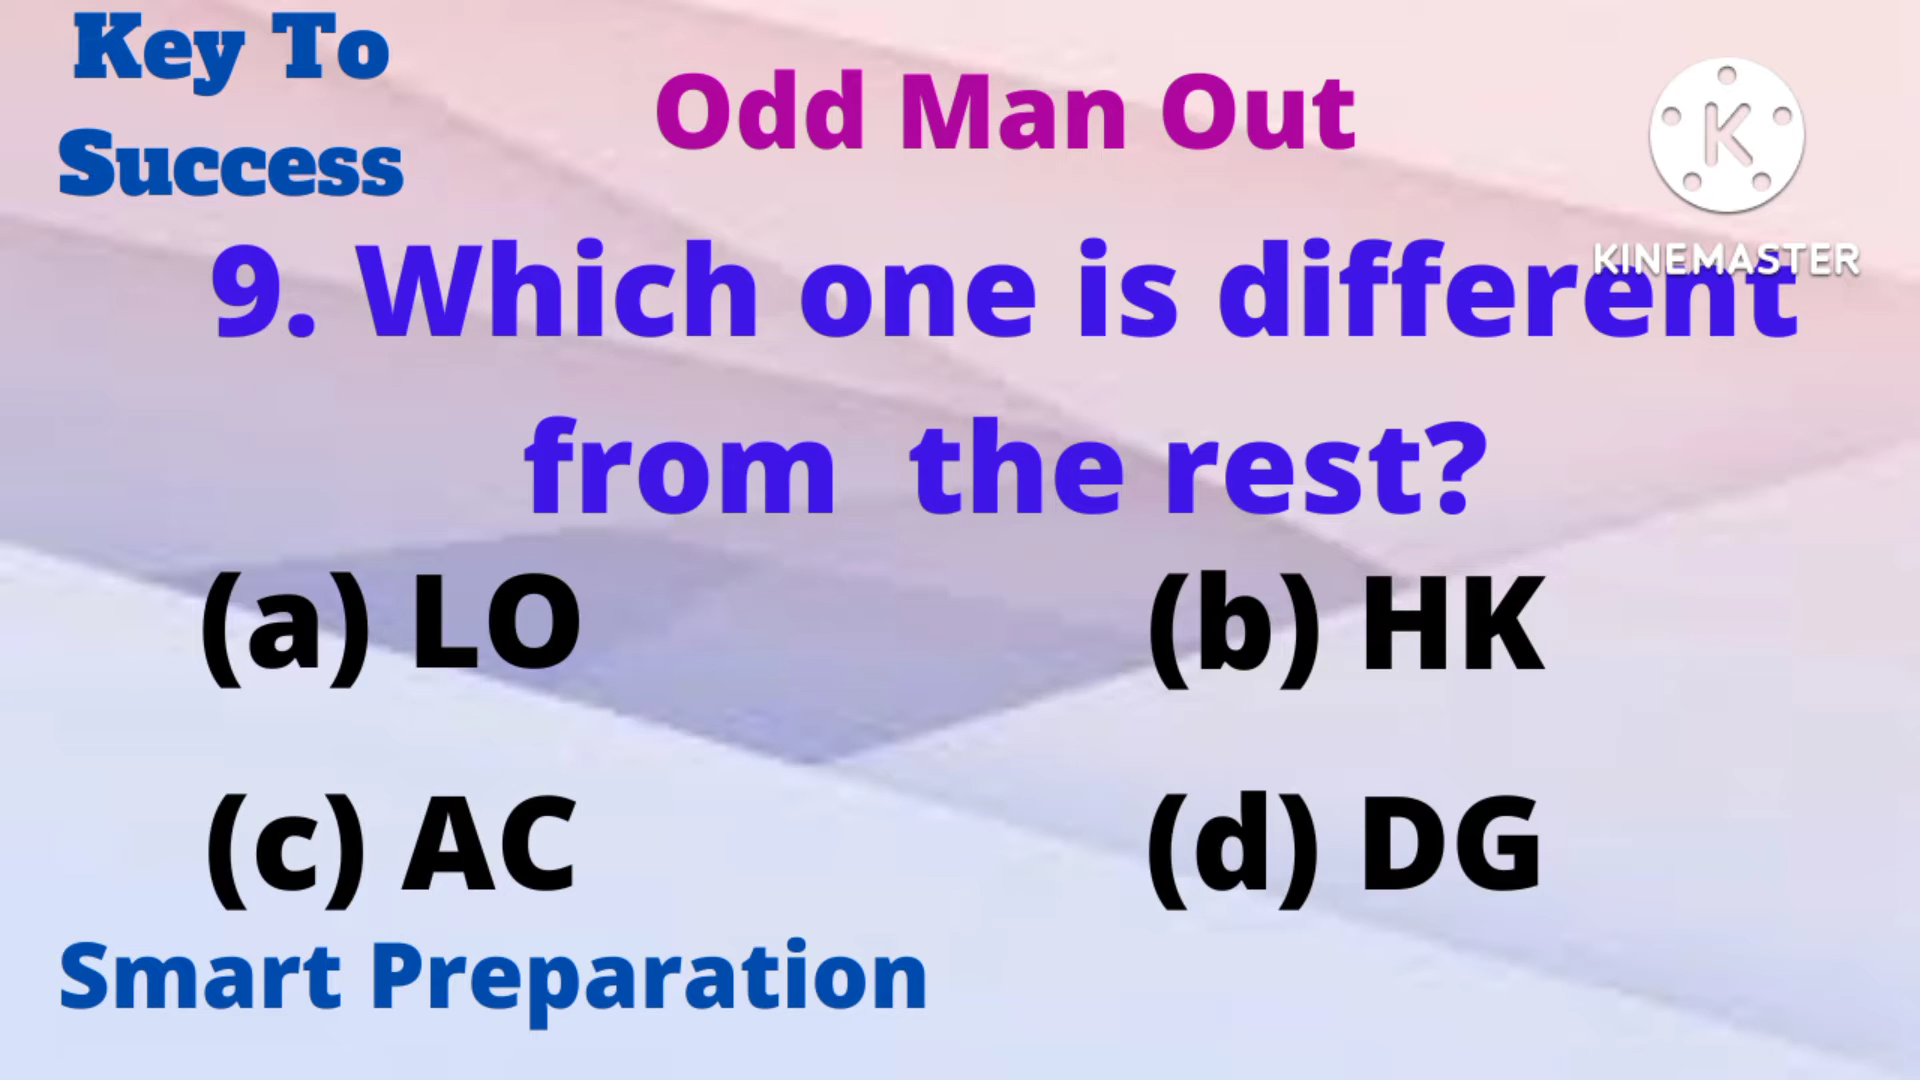 Key To
Success
Odd Man Out
K
KINEMASTER
9. Which one is different
from the rest?
(a) LO
(b) HK
(c) AC
(d) DG
Smart Preparation